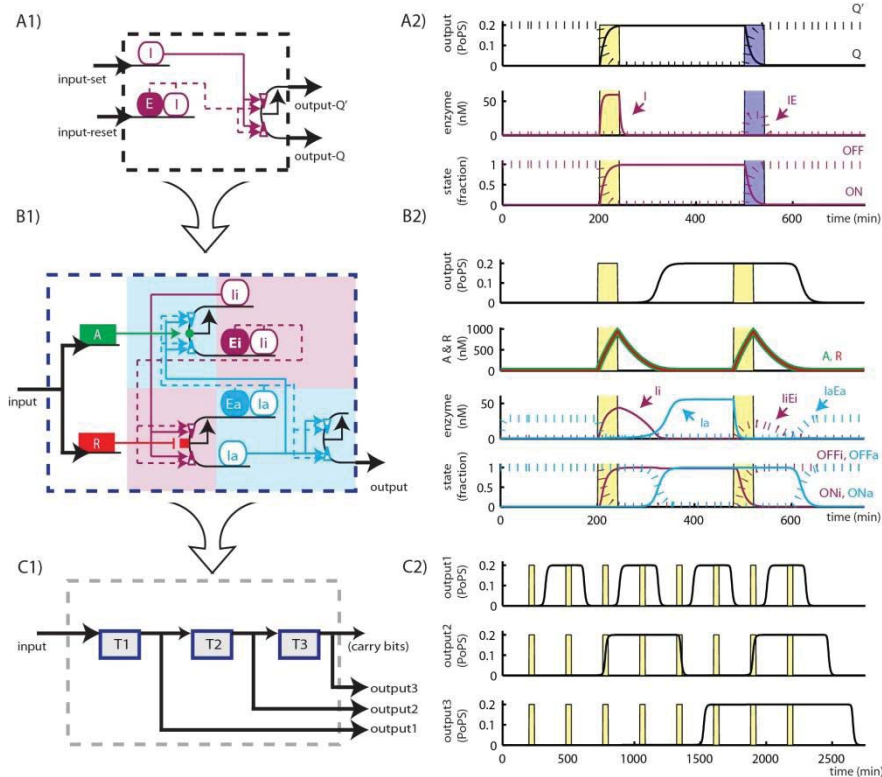 A1)
I
input-set
E I
input-reset
output-Q'
output-Q
A2)
output
(PoPS)
0.2
0.1
0
Q'
Q
enzyme
(nM)
50
0
I
IE
state
(fraction)
1
0.5
0
OFF
ON
0 200 400 600 time (min)
B1)
Ii
A
Ei Ii
input
Ea Ia
R
Ia
output
B2)
output
(PoPS)
0.2
0.1
0
A & R
(nM)
1000
500
0
A, R
enzyme
(nM)
50
0
Ii
Ia
IiEi
IaEa
state
(fraction)
1
0.5
0
OFFi, OFFa
ONi, ONa
0 200 400 600 time (min)
C1)
input
T1 T2 T3
(carry bits)
output3
output2
output1
C2)
output1
(PoPS)
0.2
0.1
0
output2
(PoPS)
0.2
0.1
0
output3
(PoPS)
0.2
0.1
0
0 500 1000 1500 2000 2500
time (min)